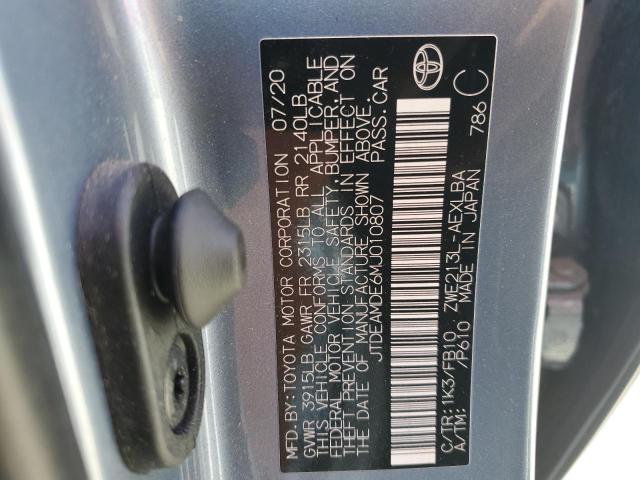 MFD.BY:TOYOTA MOTOR CORPORATION 07/20
GVWR 3915LB GAWR FR 2315LB RR 2140LB
THIS VEHICLE CONFORMS TO ALL APPLICABLE
FEDERAL MOTOR VEHICLE SAFETY, BUMPER, AND
THEFT PREVENTION STANDARDS IN EFFECT ON
THE DATE OF MANUFACTURE SHOWN ABOVE.
JTDEAMDE6MJ010807 PASS.CAR
C/TR:1K3/FB10 ZWE213L-AEXLBA
A/TM: /P610 MADE IN JAPAN
786 C